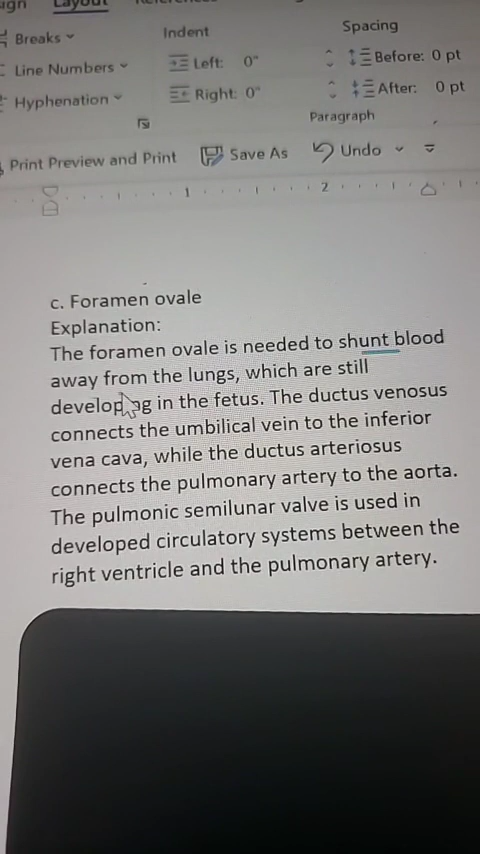 Layout
Breaks
Indent
Spacing
Line Numbers
Left: 0"
Before: 0 pt
Hyphenation
Right: 0"
After: 0 pt
Paragraph
Print Preview and Print
Save As
Undo
1
2
c. Foramen ovale
Explanation:
The foramen ovale is needed to shunt blood
away from the lungs, which are still
in the fetus. The ductus venosus
connects the umbilical vein to the inferior
vena cava, while the ductus arteriosus
connects the pulmonary artery to the aorta.
The pulmonic semilunar valve is used in
developed circulatory systems between the
right ventricle and the pulmonary artery.